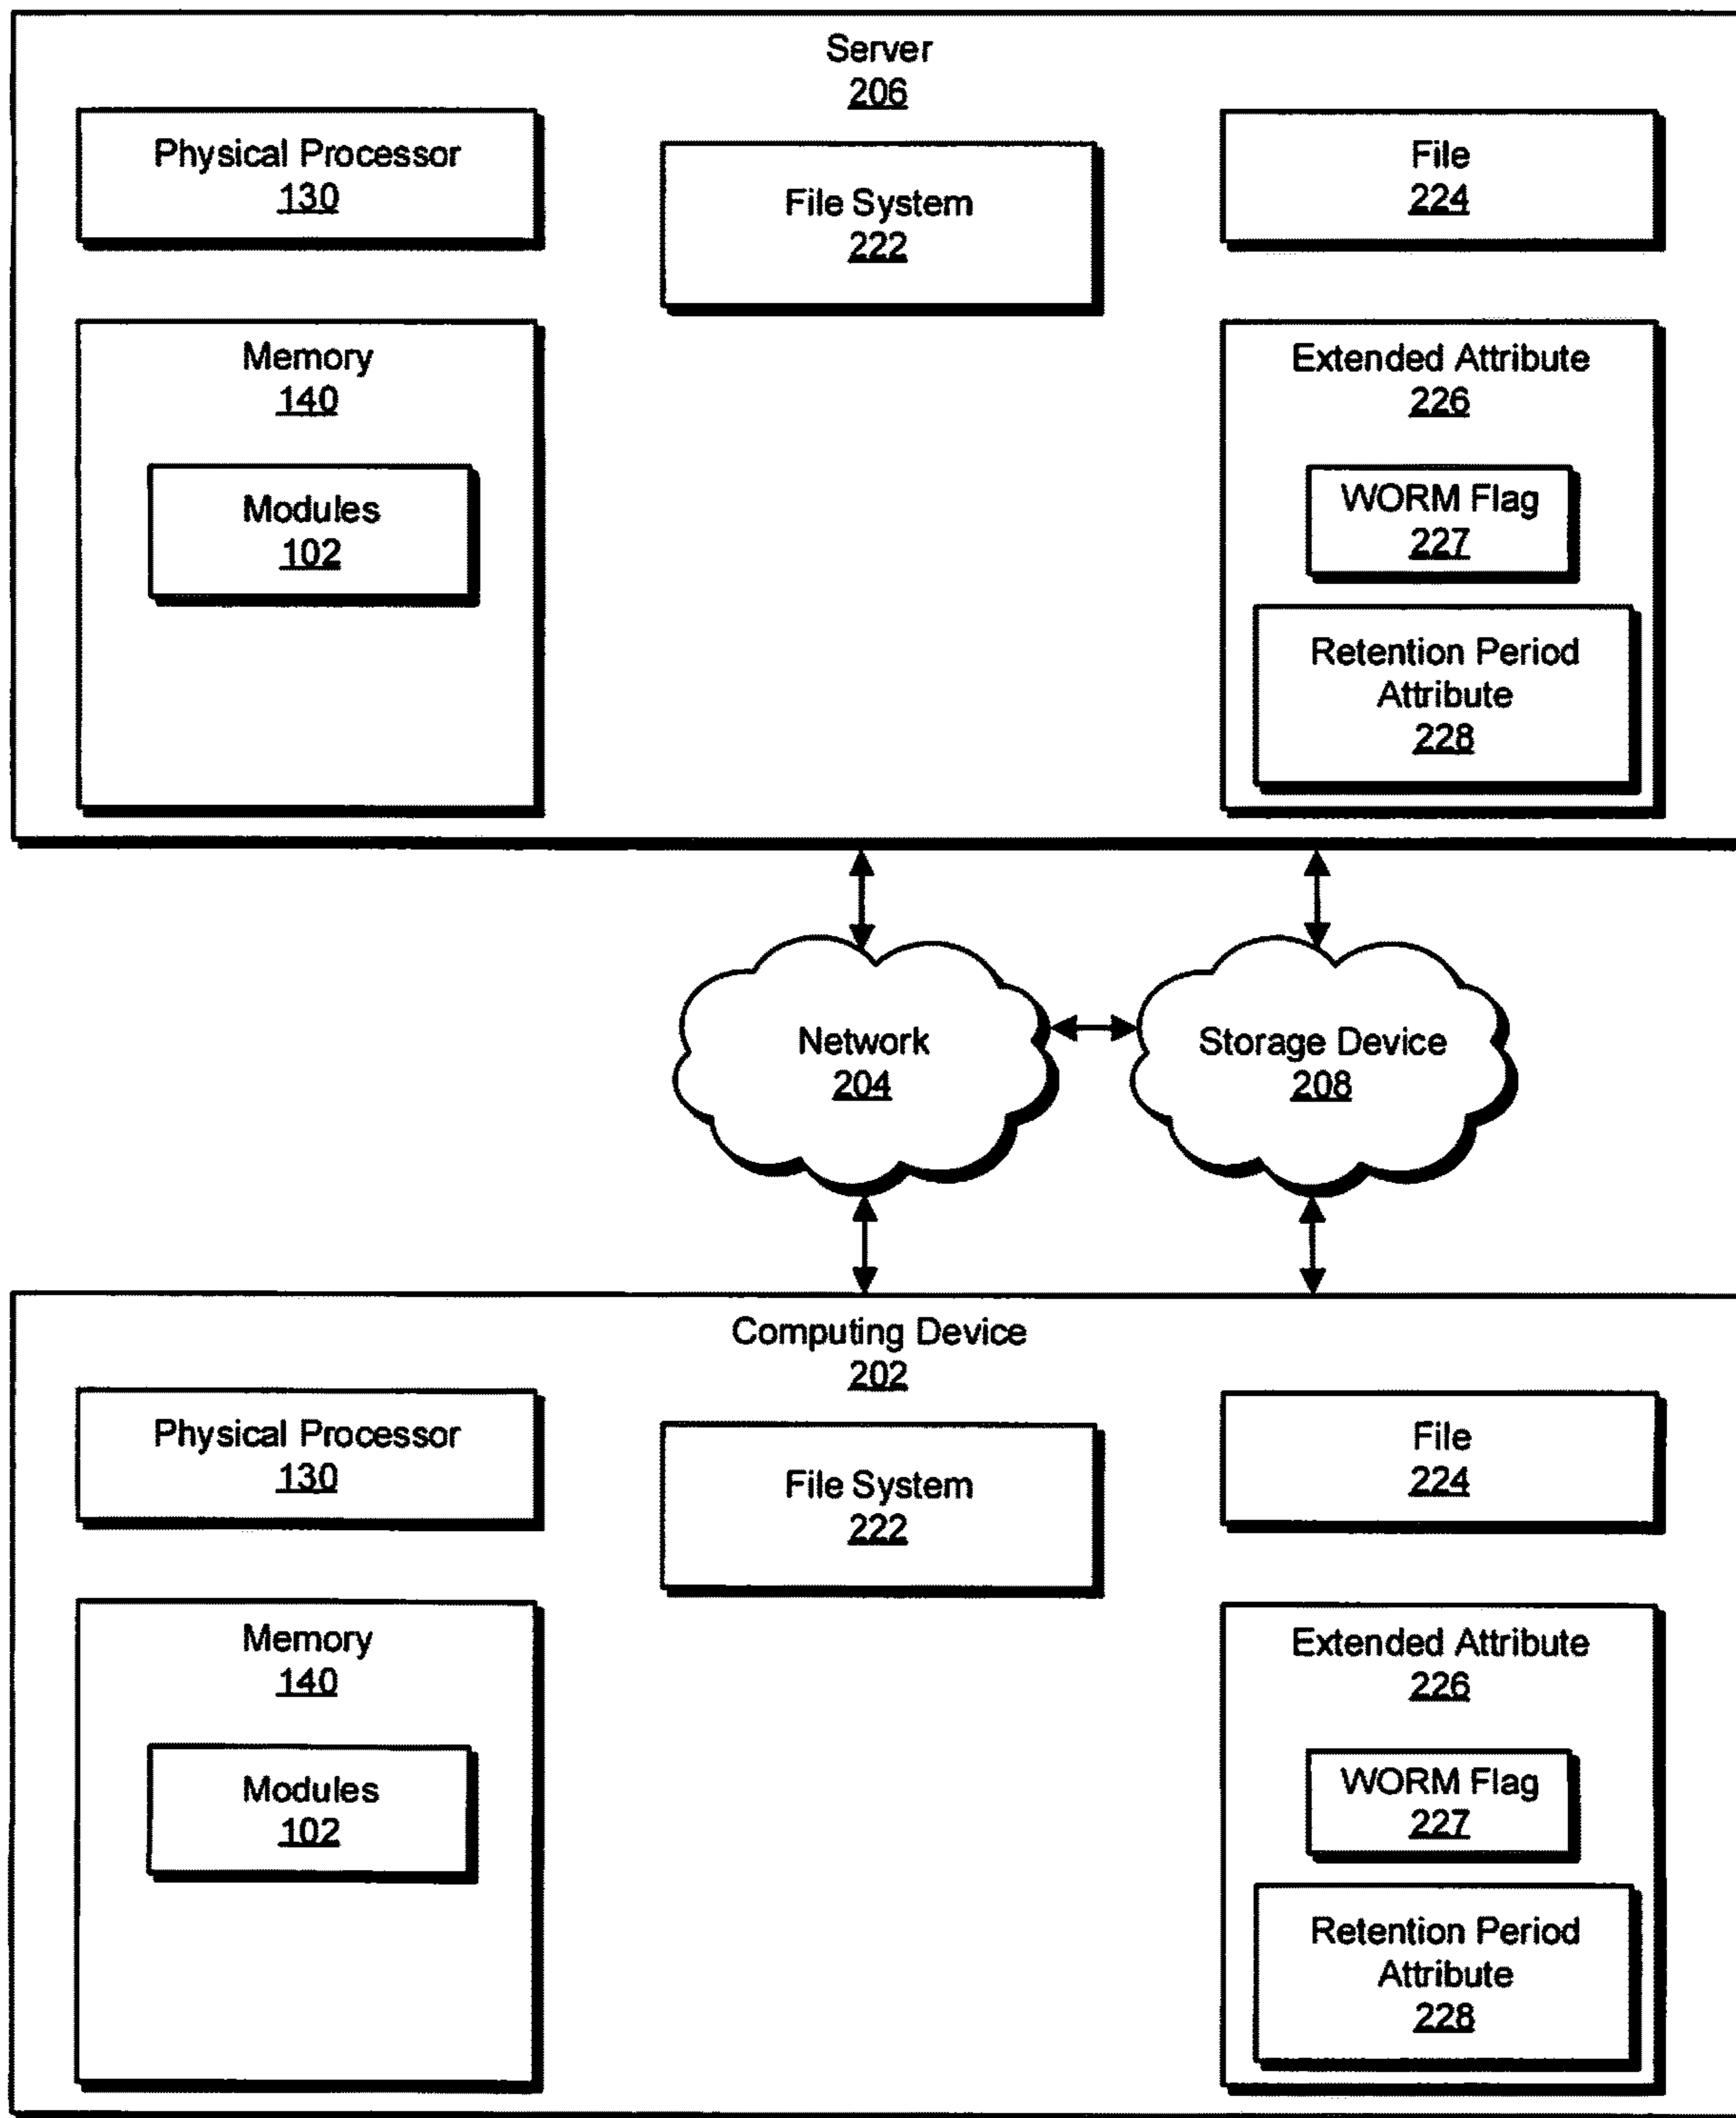 Server
206
Physical Processor
130
File System
222
File
224
Memory
140
Modules
102
Extended Attribute
226
WORM Flag
227
Retention Period
Attribute
228
Network
204
Storage Device
208
Computing Device
202
Physical Processor
130
File System
222
File
224
Memory
140
Modules
102
Extended Attribute
226
WORM Flag
227
Retention Period
Attribute
228